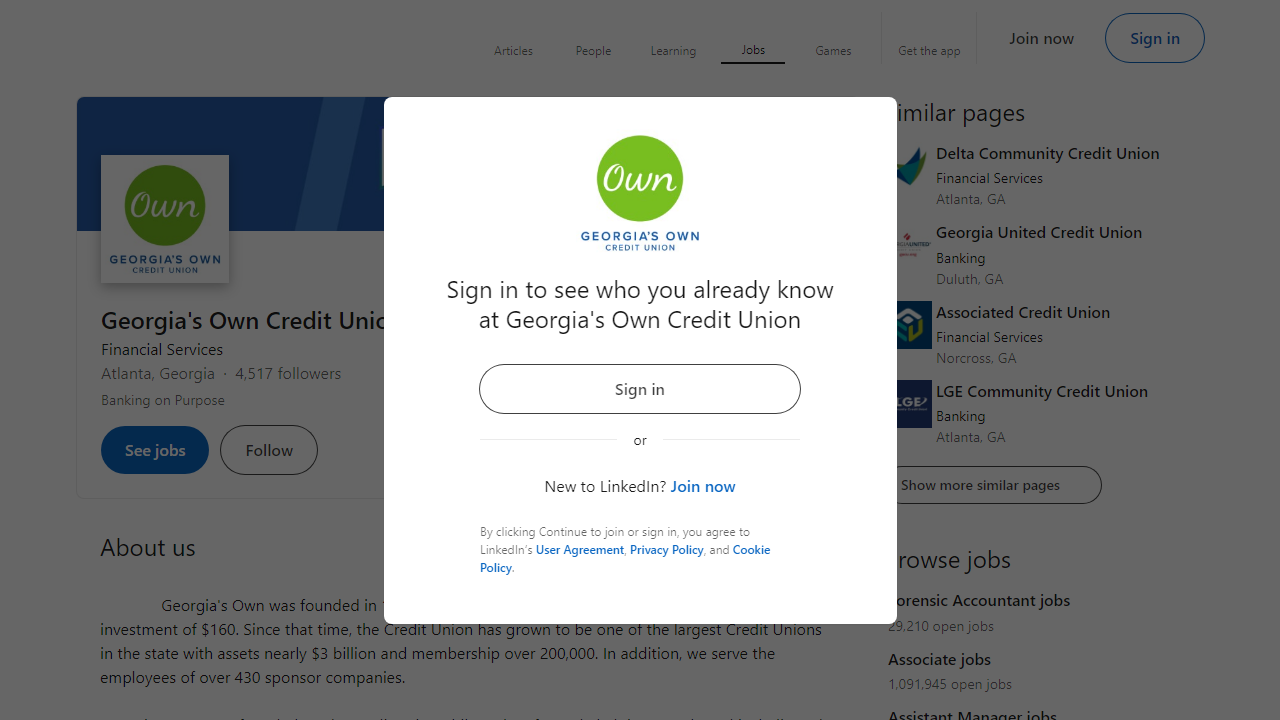 Articles
People
Learning
Jobs
Games
Get the app
Join now
Sign in
Own
GEORGIA'S OWN
CREDIT UNION
Georgia's Own Credit
Financial Services
Atlanta, Georgia · 4,517 followers
Banking on Purpose
See jobs
Follow
About us
Georgia's Own was founded in
investment of $160. Since that time, the Credit Union has grown to be one of the largest Credit Unions
in the state with assets nearly $3 billion and membership over 200,000. In addition, we serve the
employees of over 430 sponsor companies.
Own
GEORGIA'S OWN
CREDIT UNION
Sign in to see who you already know
at Georgia's Own Credit Union
Sign in
or
New to LinkedIn? Join now
By clicking Continue to join or sign in, you agree to
LinkedIn's User Agreement, Privacy Policy, and Cookie
Policy.
pages
Delta Community Credit Union
Financial Services
Atlanta, GA
Georgia United Credit Union
Banking
Duluth, GA
Associated Credit Union
Financial Services
Norcross, GA
LGE
LGE Community Credit Union
Banking
Atlanta, GA
Show more similar pages
jobs
Forensic Accountant jobs
29,210 open jobs
Associate jobs
1,091,945 open jobs
Assistant Manager jobs